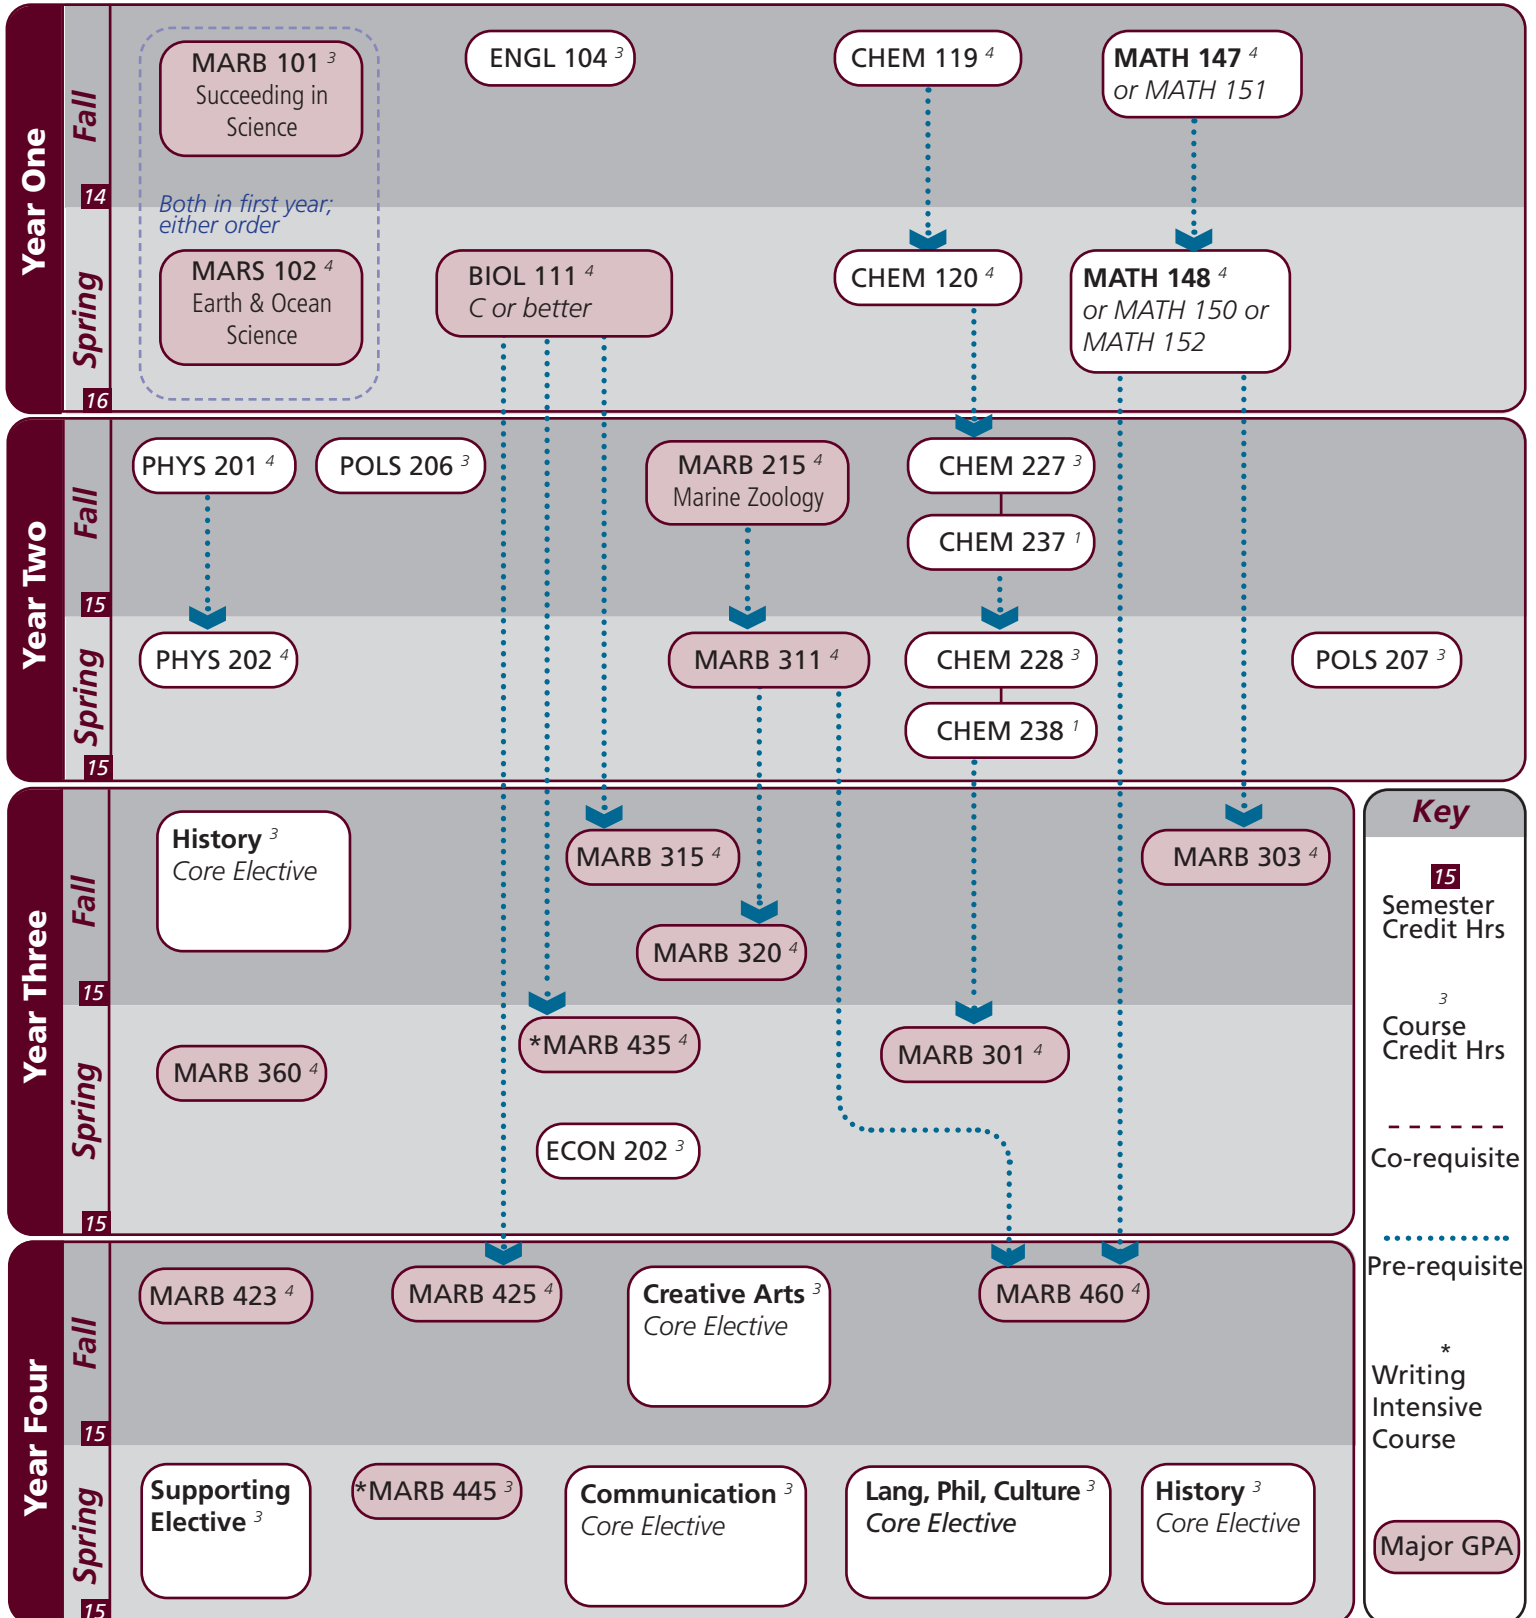 Year One
Fall
MARB 101 3
Succeeding in
Science
ENGL 104 3
CHEM 119 4
MATH 147 4
or MATH 151
14
Both in first year;
either order
Spring
MARS 102 4
Earth & Ocean
Science
BIOL 111 4
C or better
CHEM 120 4
MATH 148 4
or MATH 150 or
MATH 152
16
Year Two
Fall
PHYS 201 4
POLS 206 3
MARB 215 4
Marine Zoology
CHEM 227 3
CHEM 237 1
15
Spring
PHYS 202 4
MARB 311 4
CHEM 228 3
CHEM 238 1
POLS 207 3
15
Year Three
Fall
History 3
Core Elective
MARB 315 4
MARB 303 4
MARB 320 4
15
Spring
MARB 360 4
*MARB 435 4
MARB 301 4
ECON 202 3
15
Year Four
Fall
MARB 423 4
MARB 425 4
Creative Arts 3
Core Elective
MARB 460 4
15
Spring
Supporting
Elective 3
*MARB 445 3
Communication 3
Core Elective
Lang, Phil, Culture 3
Core Elective
History 3
Core Elective
15
Key
15
Semester
Credit Hrs
3
Course
Credit Hrs
Co-requisite
Pre-requisite
*
Writing
Intensive
Course
Major GPA